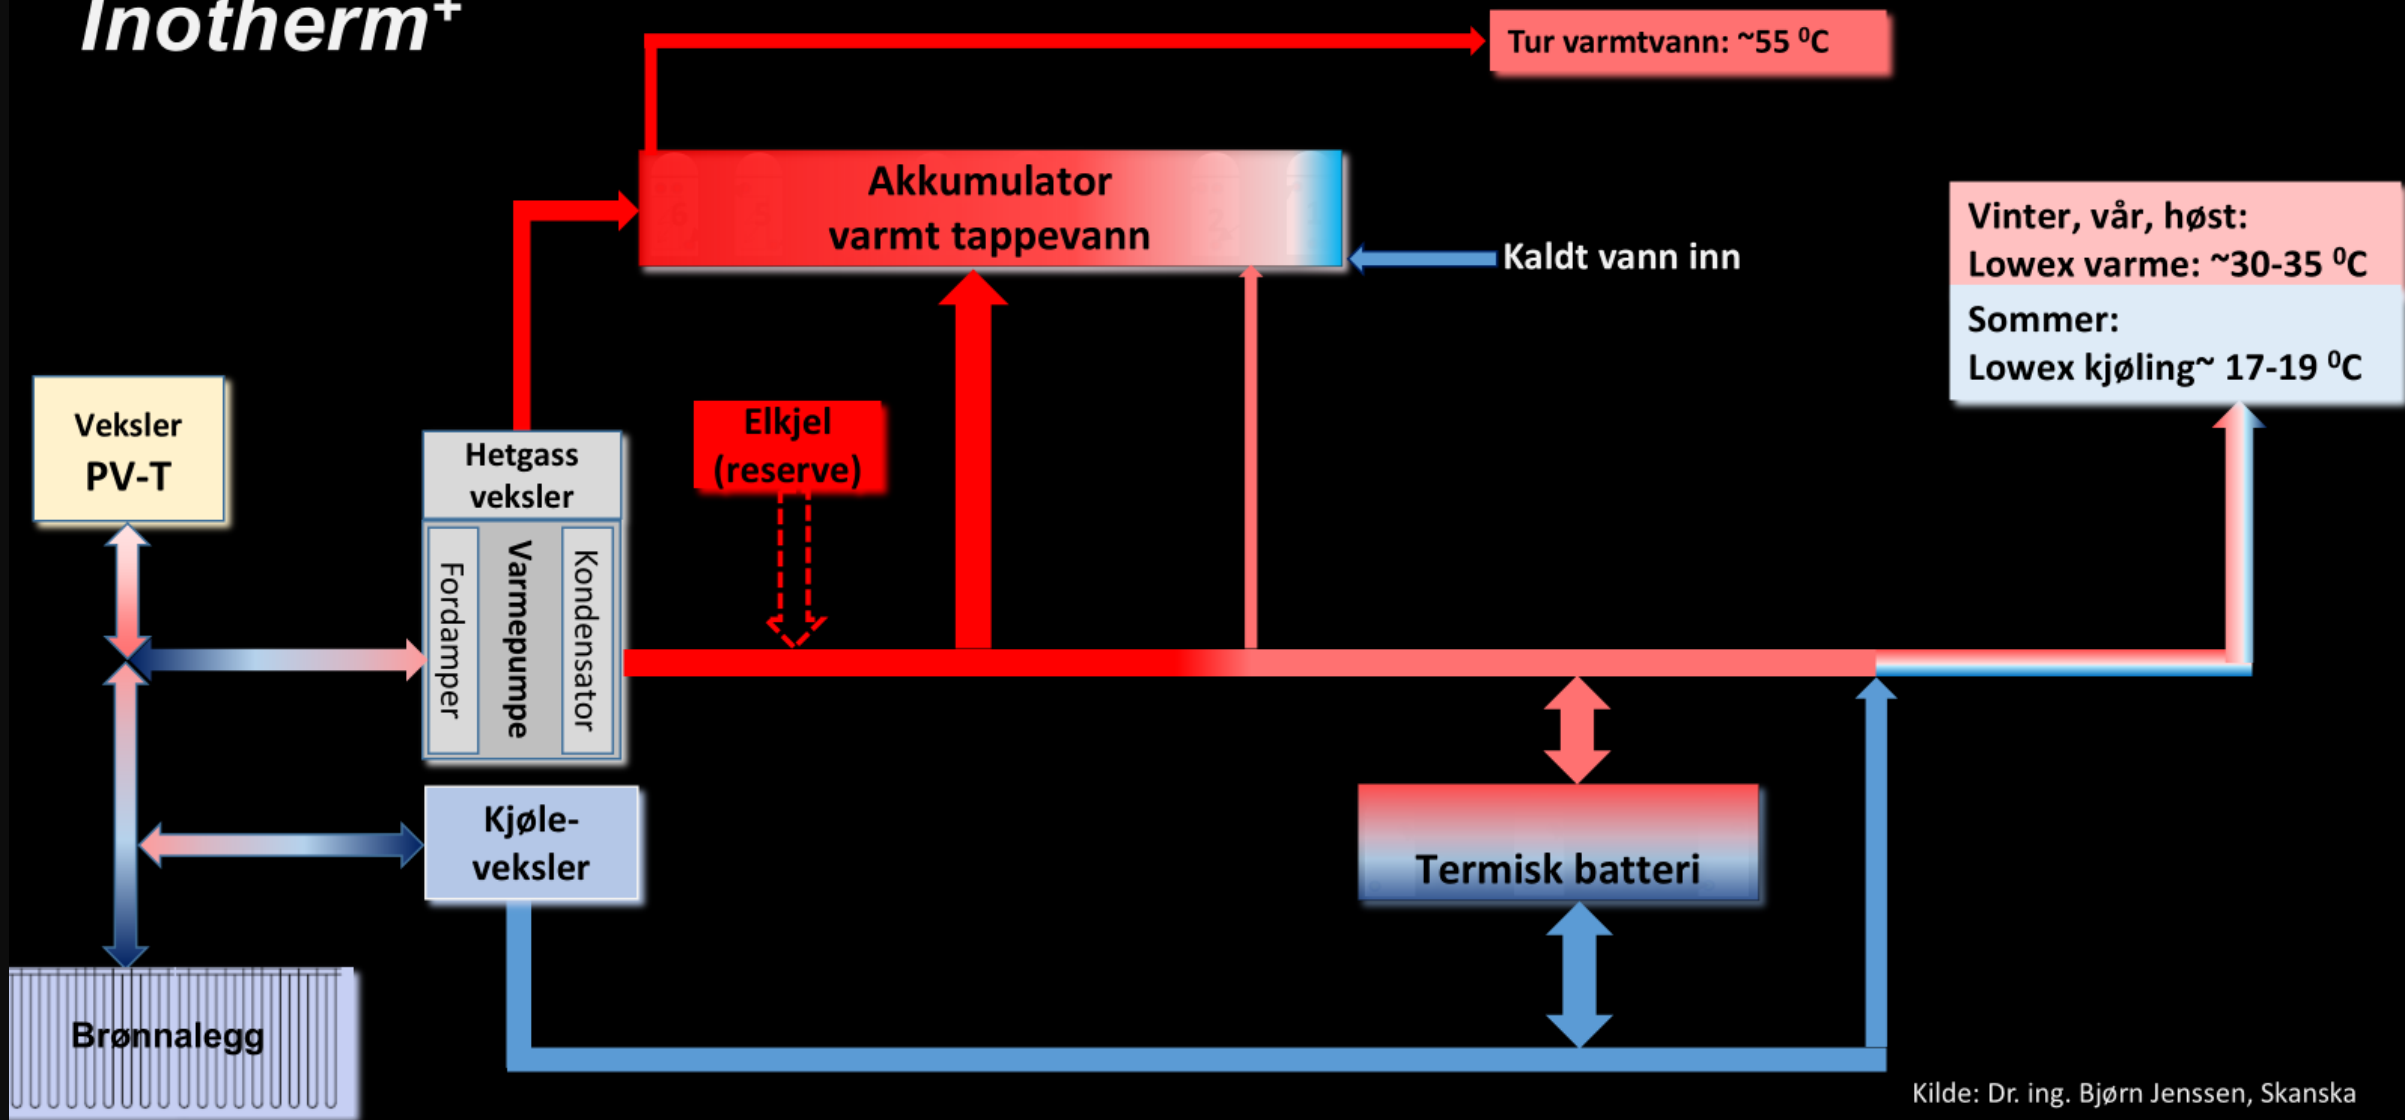 Inotherm+
Tur varmtvann: ~55 ⁰C
Akkumulator
varmt tappevann
Kaldt vann inn
Vinter, vår, høst:
Lowex varme: ~30-35 ⁰C
Sommer:
Lowex kjøling~ 17-19 ⁰C
Veksler
PV-T
Hetgass
veksler
Elkjel
(reserve)
Fordamper
Varmepumpe
Kondensator
Kjøle-
veksler
Termisk batteri
Brønnalegg
Kilde: Dr. ing. Bjørn Jenssen, Skanska